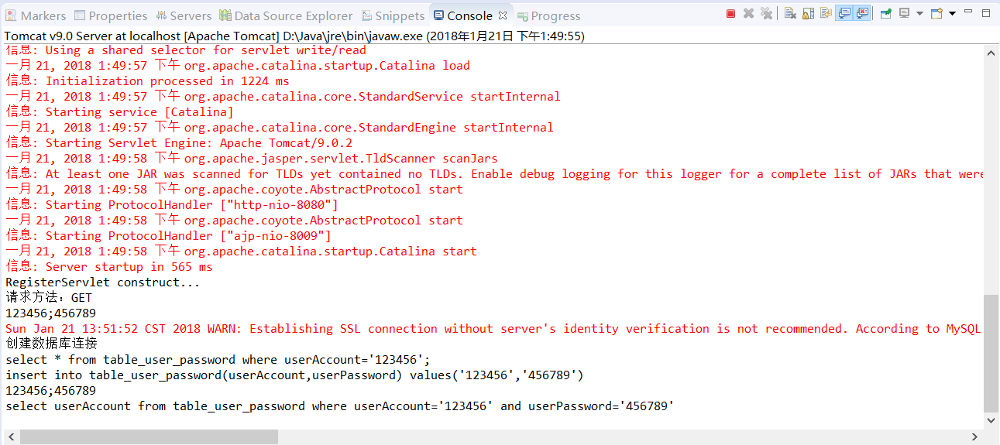 Markers Properties Servers Data Source Explorer Snippets Console Progress
Tomcat v9.0 Server at localhost [Apache Tomcat] D:\Java\jre\bin\javaw.exe (2018年1月21日 下午1:49:55)
信息: Using a shared selector for servlet write/read
一月 21, 2018 1:49:57 下午 org.apache.catalina.startup.Catalina load
信息: Initialization processed in 1224 ms
一月 21, 2018 1:49:57 下午 org.apache.catalina.core.StandardService startInternal
信息: Starting service [Catalina]
一月 21, 2018 1:49:57 下午 org.apache.catalina.core.StandardEngine startInternal
信息: Starting Servlet Engine: Apache Tomcat/9.0.2
一月 21, 2018 1:49:58 下午 org.apache.jasper.servlet.TldScanner scanJars
信息: At least one JAR was scanned for TLDs yet contained no TLDs. Enable debug logging for this logger for a complete list of JARs that were
一月 21, 2018 1:49:58 下午 org.apache.coyote.AbstractProtocol start
信息: Starting ProtocolHandler ["http-nio-8080"]
一月 21, 2018 1:49:58 下午 org.apache.coyote.AbstractProtocol start
信息: Starting ProtocolHandler ["ajp-nio-8009"]
一月 21, 2018 1:49:58 下午 org.apache.catalina.startup.Catalina start
信息: Server startup in 565 ms
RegisterServlet construct...
请求方法：GET
123456;456789
Sun Jan 21 13:51:52 CST 2018 WARN: Establishing SSL connection without server's identity verification is not recommended. According to MySQL
创建数据库连接
select * from table_user_password where userAccount='123456';
insert into table_user_password(userAccount,userPassword) values('123456','456789')
123456;456789
select userAccount from table_user_password where userAccount='123456' and userPassword='456789'